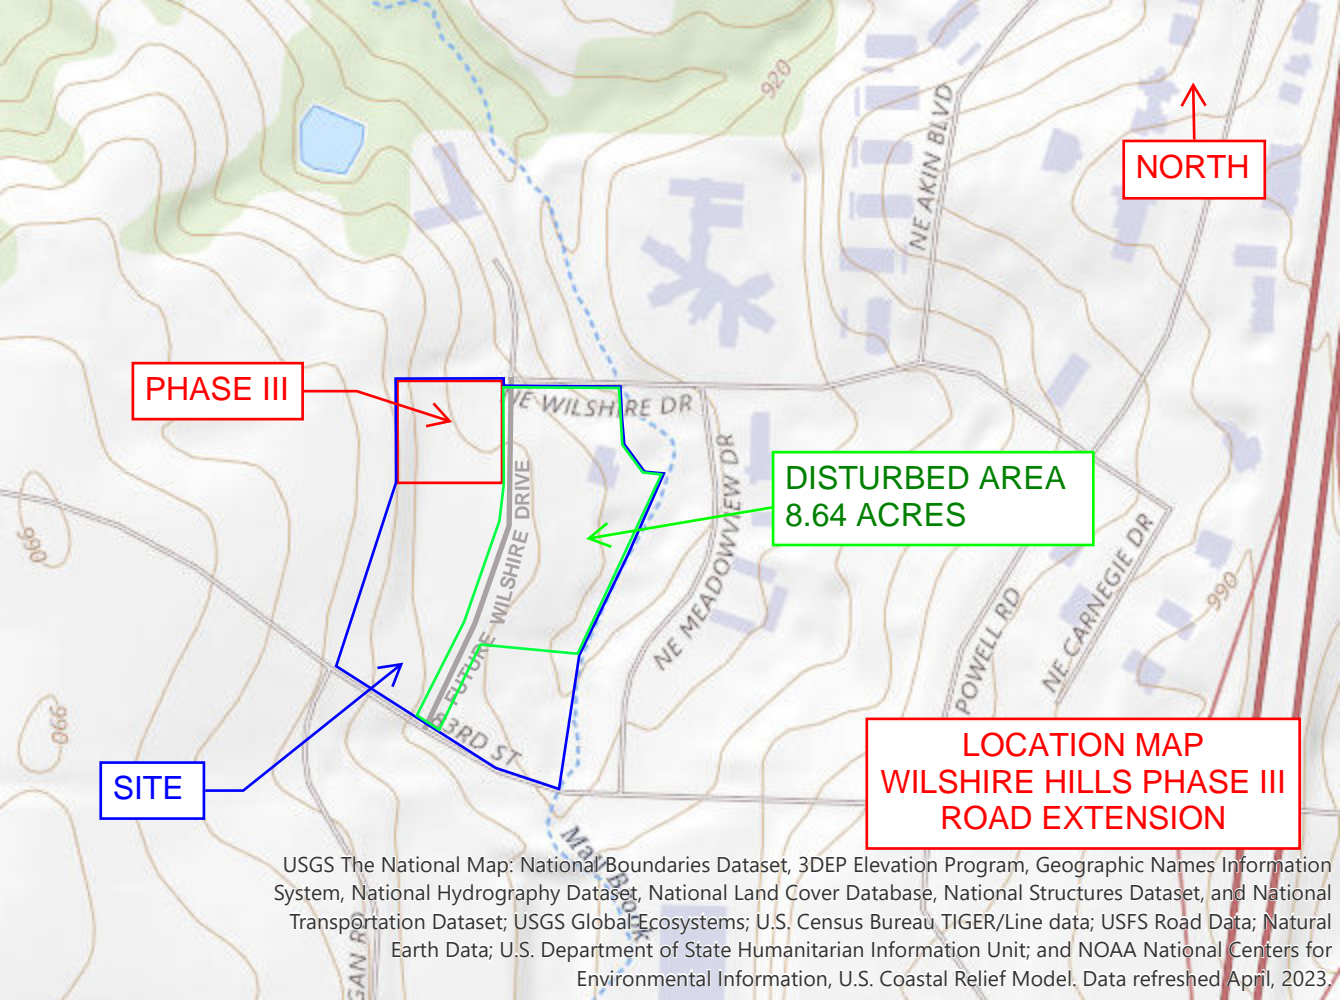 920
NE AKIN BLVD
NORTH
PHASE III
NE WILSHIRE DR
NE MEADOWVIEW DR
DISTURBED AREA
8.64 ACRES
FUTURE WILSHIRE DRIVE
990
990
POWELL RD
NE CARNEGIE DR
990
83RD ST
SITE
LOCATION MAP
WILSHIRE HILLS PHASE III
ROAD EXTENSION
May Brook
USGS The National Map: National Boundaries Dataset, 3DEP Elevation Program, Geographic Names Information
System, National Hydrography Dataset, National Land Cover Database, National Structures Dataset, and National
Transportation Dataset; USGS Global Ecosystems; U.S. Census Bureau TIGER/Line data; USFS Road Data; Natural
Earth Data; U.S. Department of State Humanitarian Information Unit; and NOAA National Centers for
Environmental Information, U.S. Coastal Relief Model. Data refreshed April, 2023.